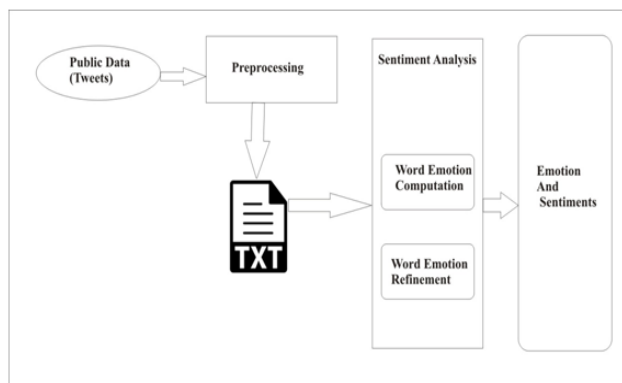 Public Data
(Tweets)
Preprocessing
TXT
Sentiment Analysis
Word Emotion
Computation
Word Emotion
Refinement
Emotion
And
Sentiments